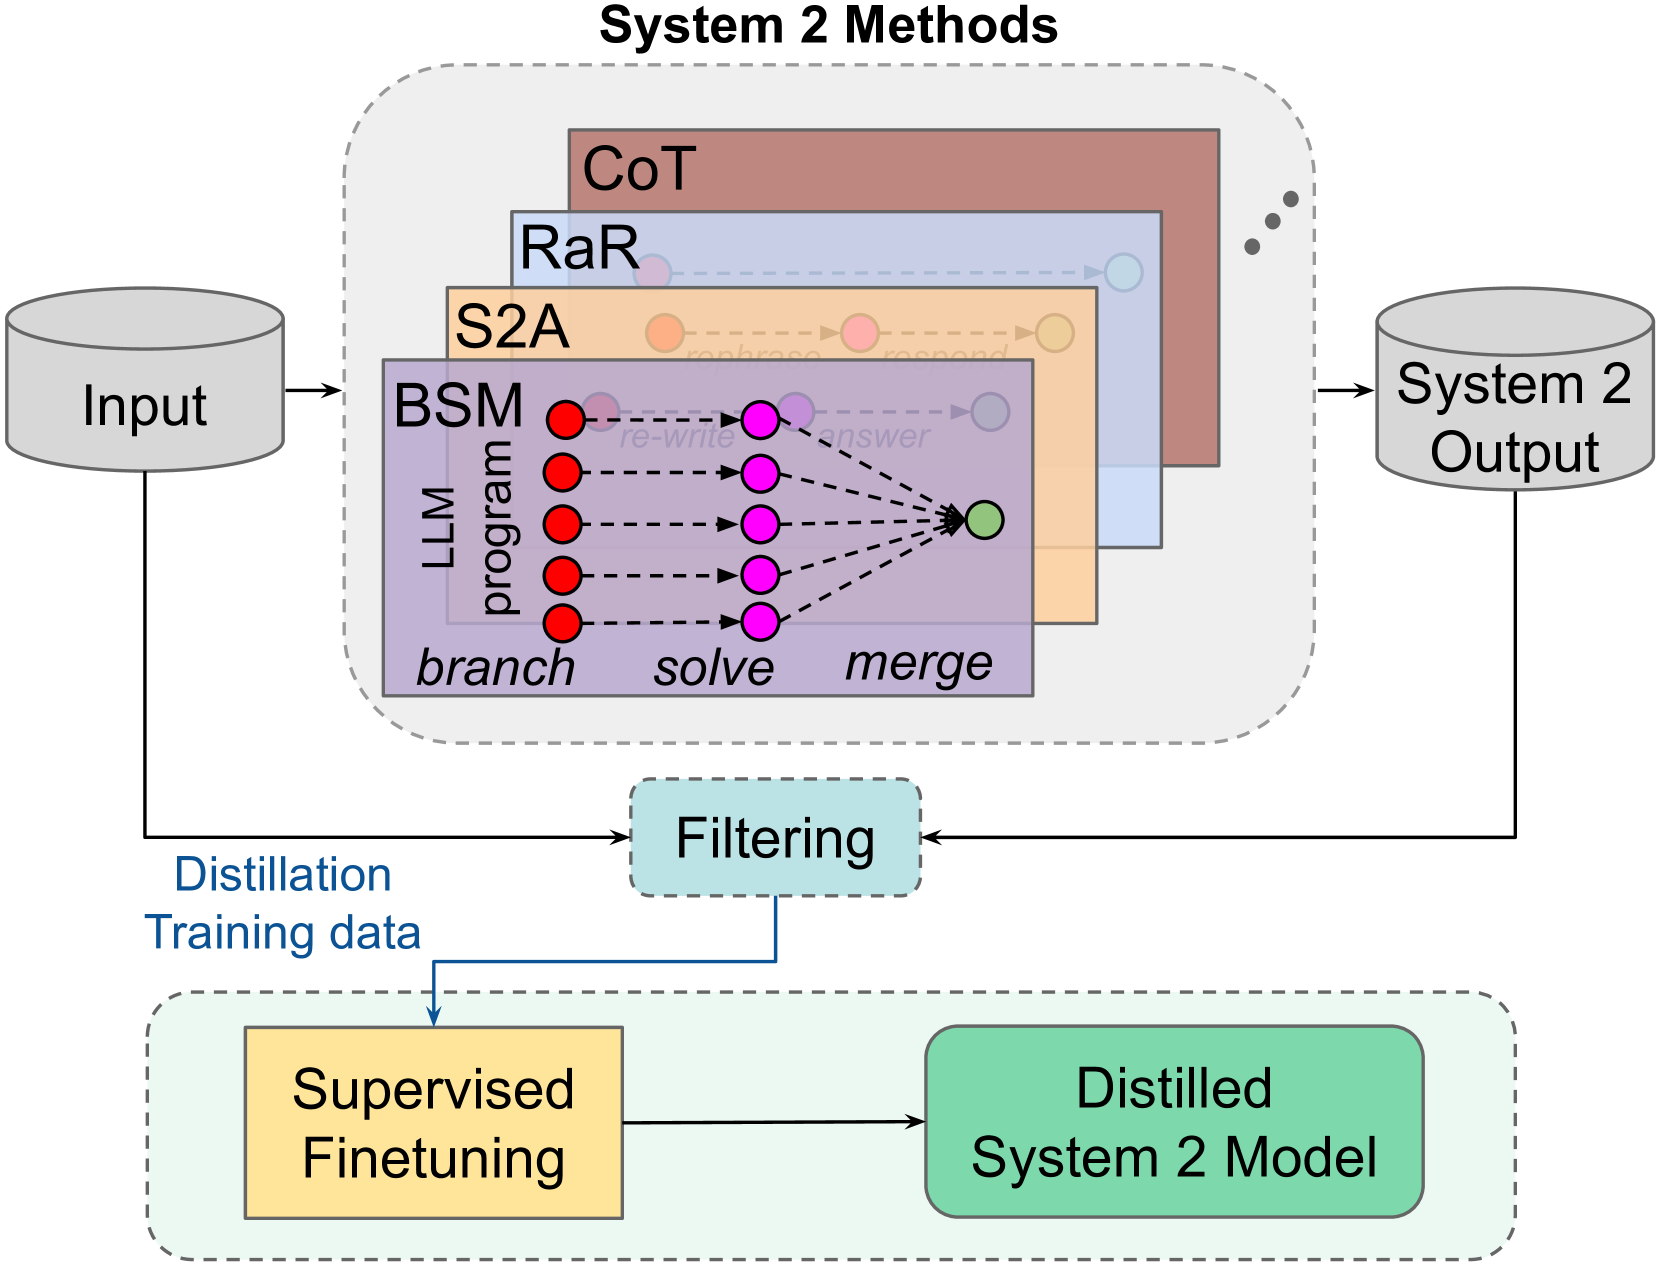 System 2 Methods
CoT
RaR
S2A
rephrase respond
BSM
re-write answer
LLM
program
branch solve merge
Input
System 2
Output
Filtering
Distillation
Training data
Supervised
Finetuning
Distilled
System 2 Model